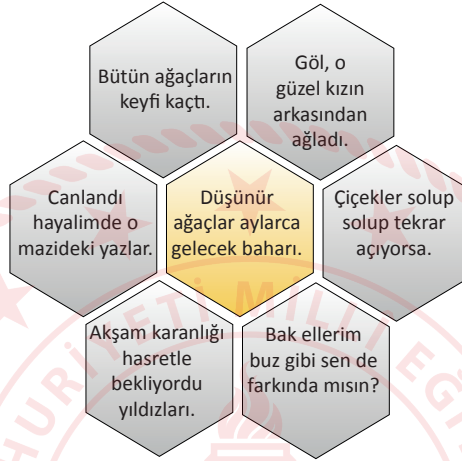 Bütün ağaçların
keyfi kaçtı.
Göl, o
güzel kızın
arkasından
ağladı.
Canlandı
hayalimde o
mazideki yazlar.
Düşünür
ağaçlar aylarca
gelecek baharı.
Çiçekler solup
solup tekrar
açıyorsa.
Akşam karanlığı
hasretle
bekliyordu
yıldızları.
Bak ellerim
buz gibi sen de
farkında mısın?